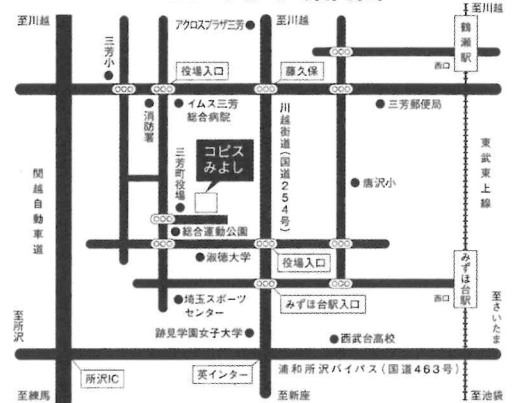 至川越
アクロスプラザ三芳
至川越
鶴瀬駅
西口
三芳小
役場入口
藤久保
消防署
イムス三芳
総合病院
三芳郵便局
川越街道(国道254号)
関越自動車道
三芳町役場
コピス
みよし
東武東上線
唐沢小
総合運動公園
淑徳大学
役場入口
みずほ台駅
西口
埼玉スポーツ
センター
みずほ台駅入口
至さいたま
至所沢
跡見学園女子大学
西武台高校
所沢IC
英インター
浦和所沢バイパス(国道463号)
至練馬
至新座
至池袋